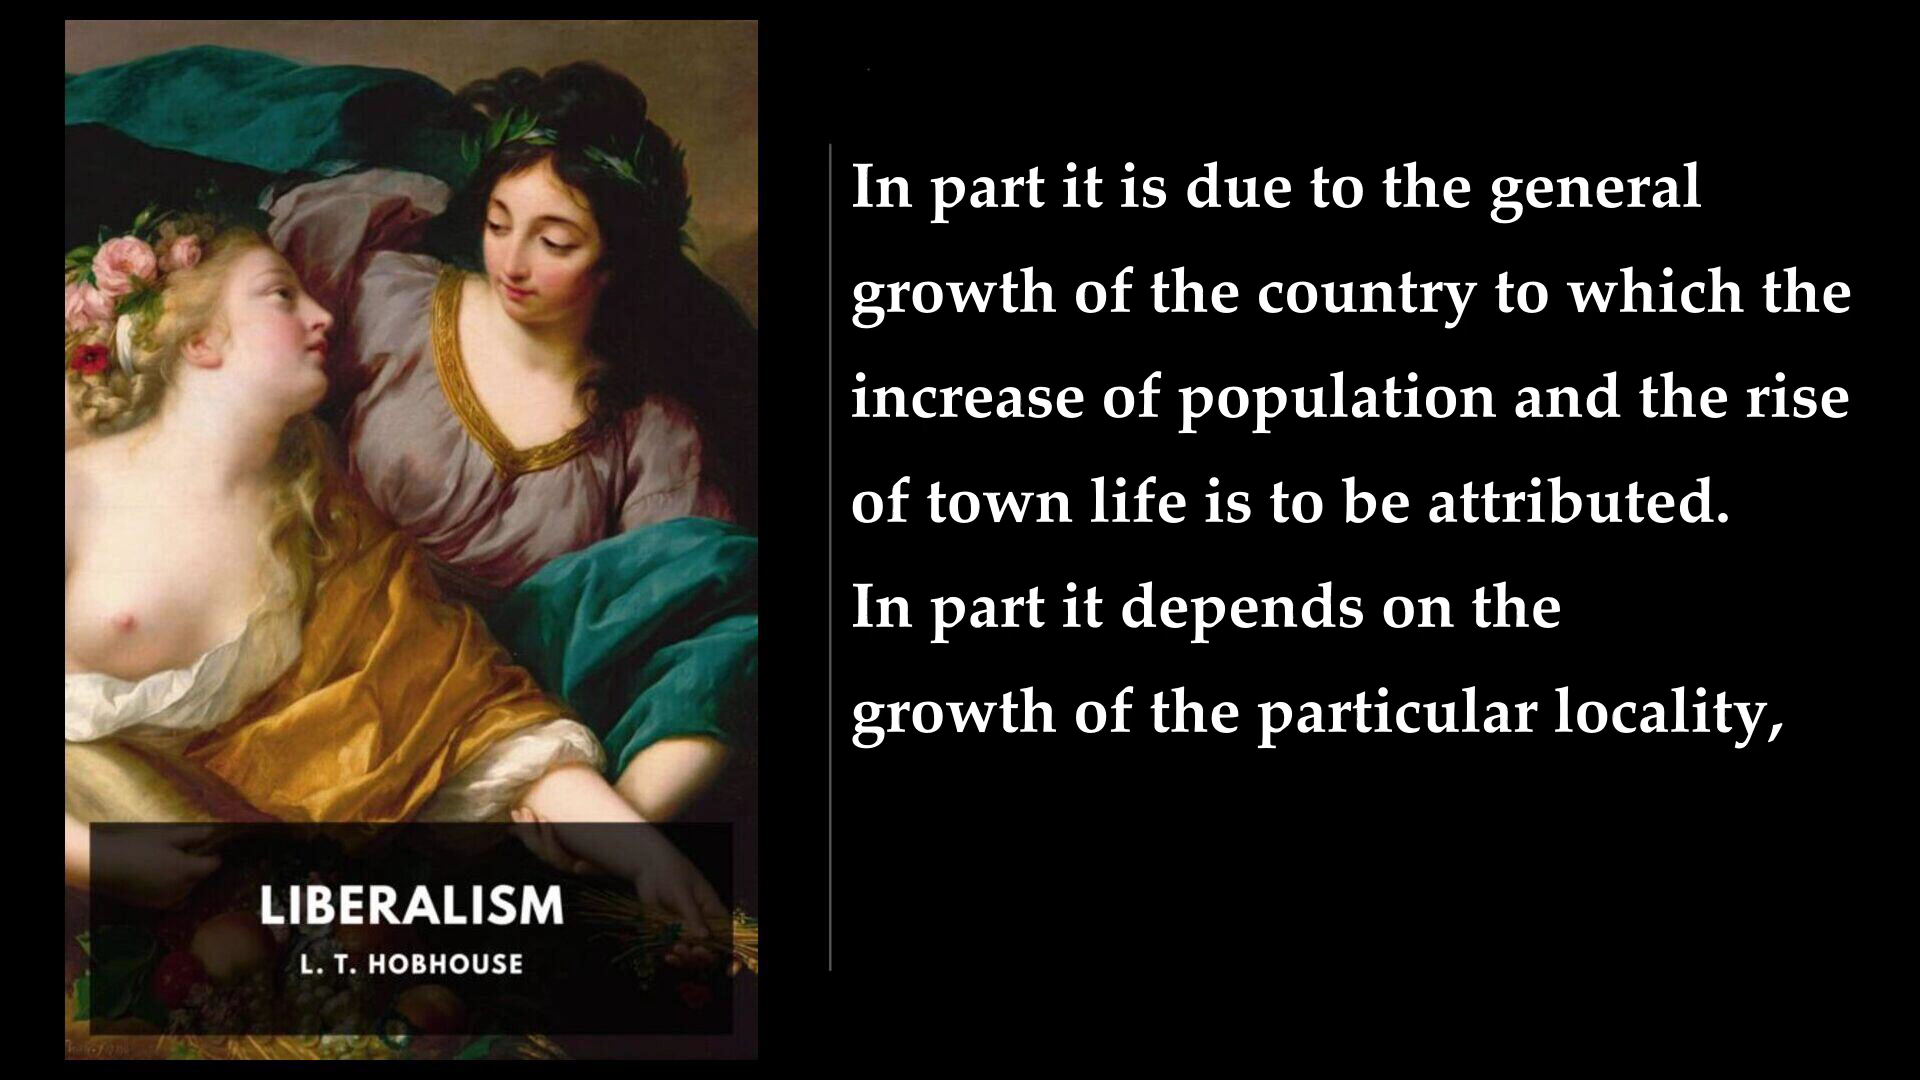 In part it is due to the general
growth of the country to which the
increase of population and the rise
of town life is to be attributed.
In part it depends on the
growth of the particular locality,
LIBERALISM
L. T. HOBHOUSE